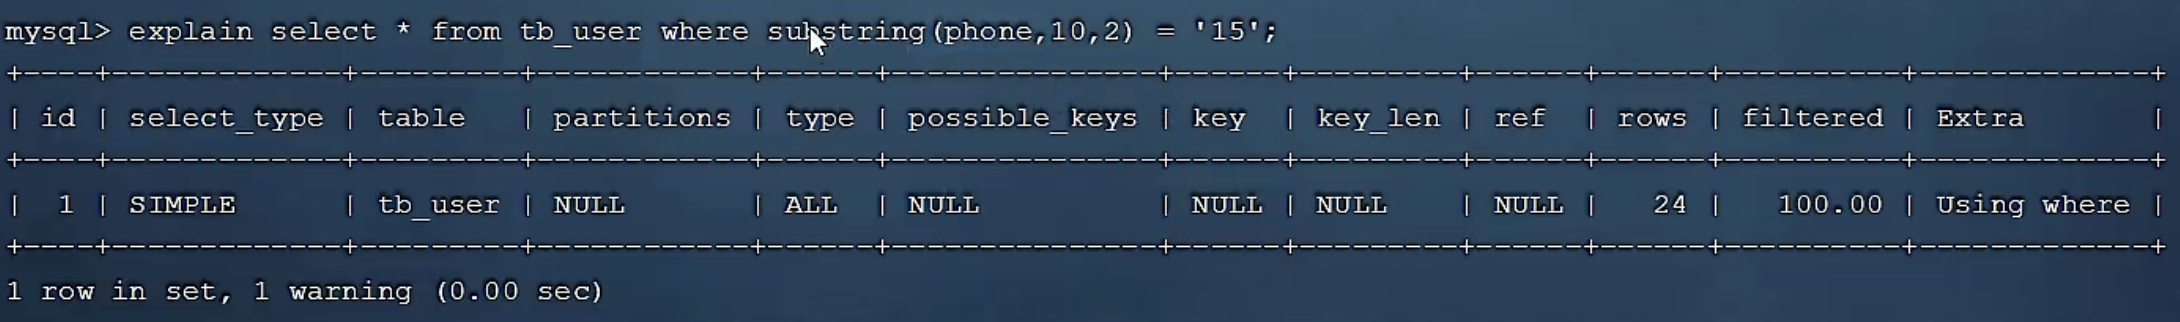 mysql> explain select * from tb_user where substring(phone,10,2) = '15';
+----+-------------+---------+------------+------+---------------+------+---------+------+------+----------+-------------+
| id | select_type | table   | partitions | type | possible_keys | key  | key_len | ref  | rows | filtered | Extra       |
+----+-------------+---------+------------+------+---------------+------+---------+------+------+----------+-------------+
|  1 | SIMPLE      | tb_user | NULL       | ALL  | NULL          | NULL | NULL    | NULL |   24 |   100.00 | Using where |
+----+-------------+---------+------------+------+---------------+------+---------+------+------+----------+-------------+
1 row in set, 1 warning (0.00 sec)